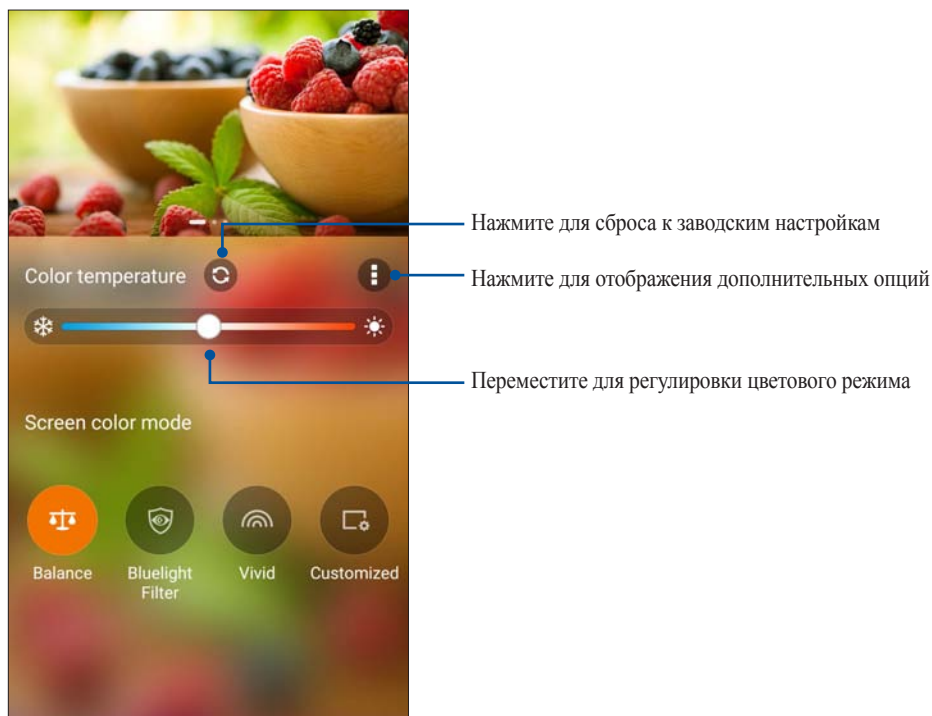 Нажмите для сброса к заводским настройкам
Color temperature
Нажмите для отображения дополнительных опций
Переместите для регулировки цветового режима
Screen color mode
Balance
Bluelight
Filter
Vivid
Customized